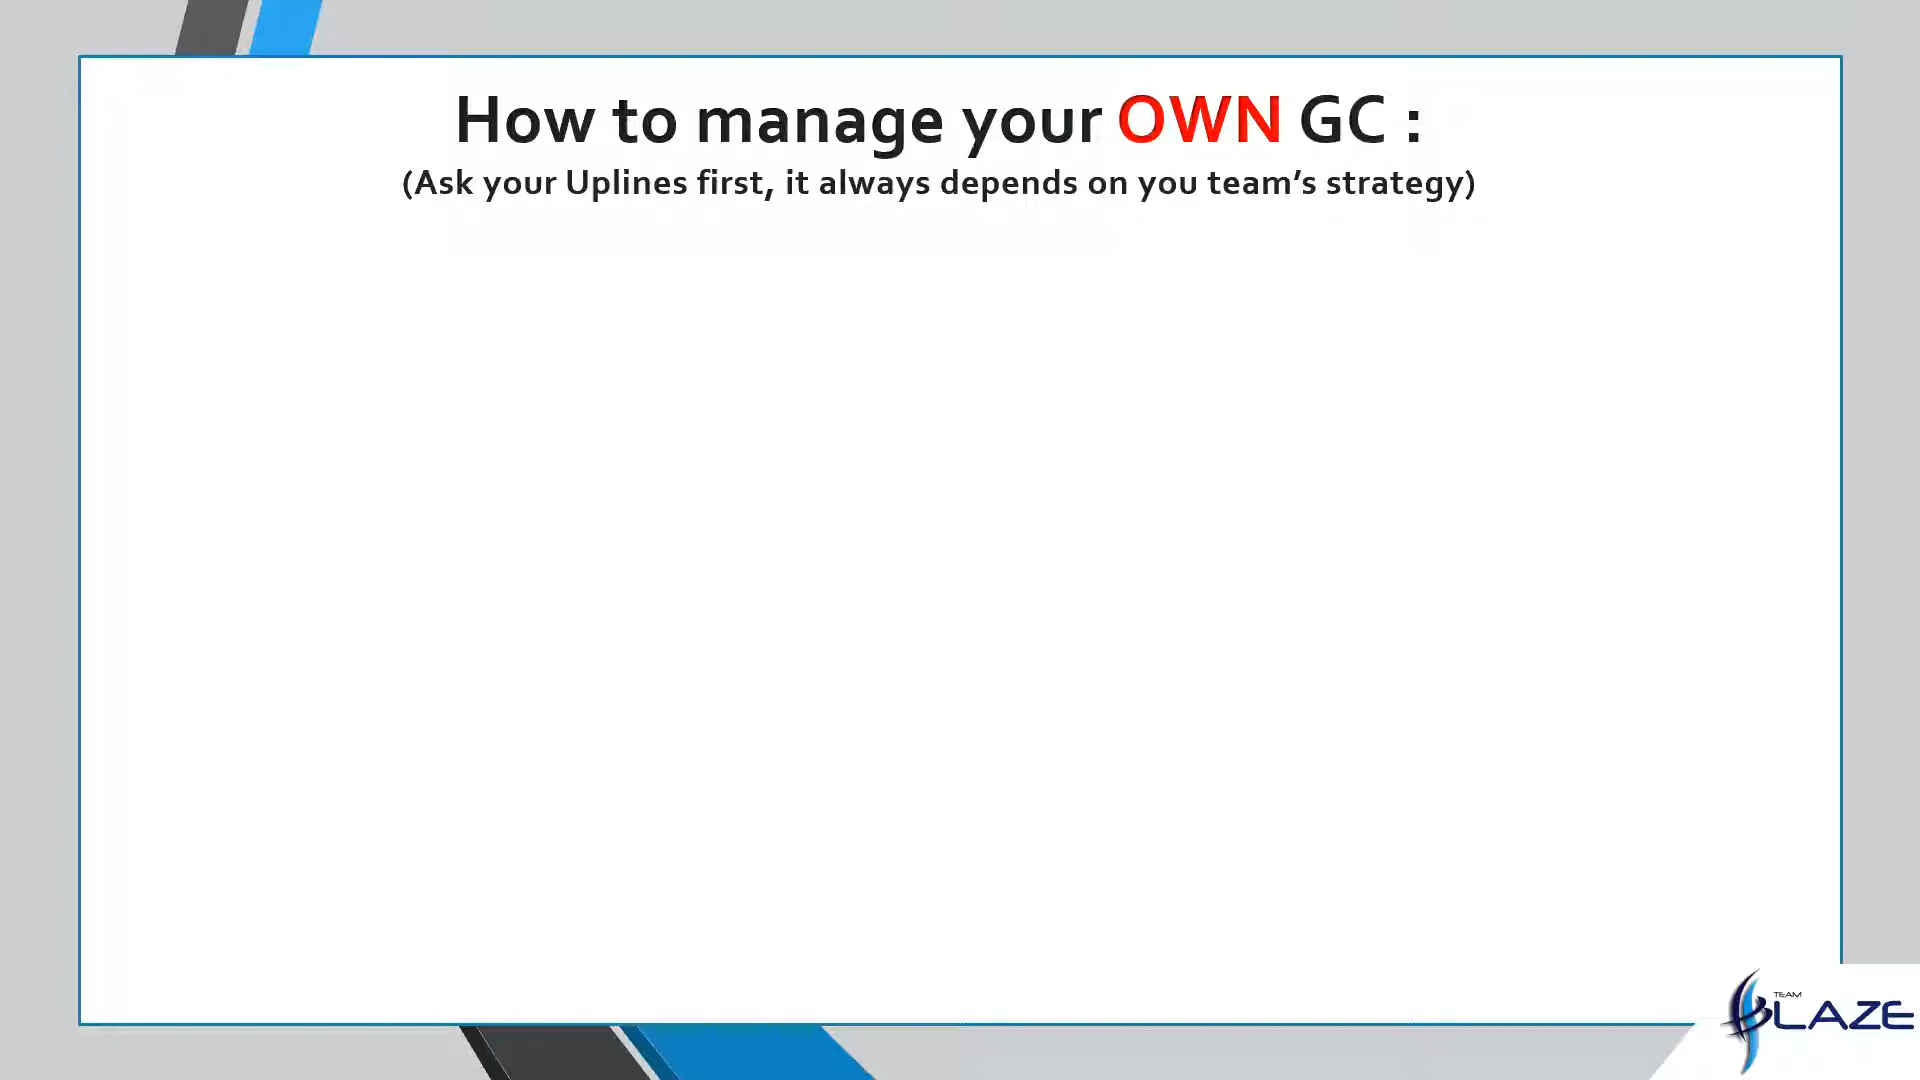 How to manage your OWN GC :
(Ask your Uplines first, it always depends on you team’s strategy)
TEAM
BLAZE